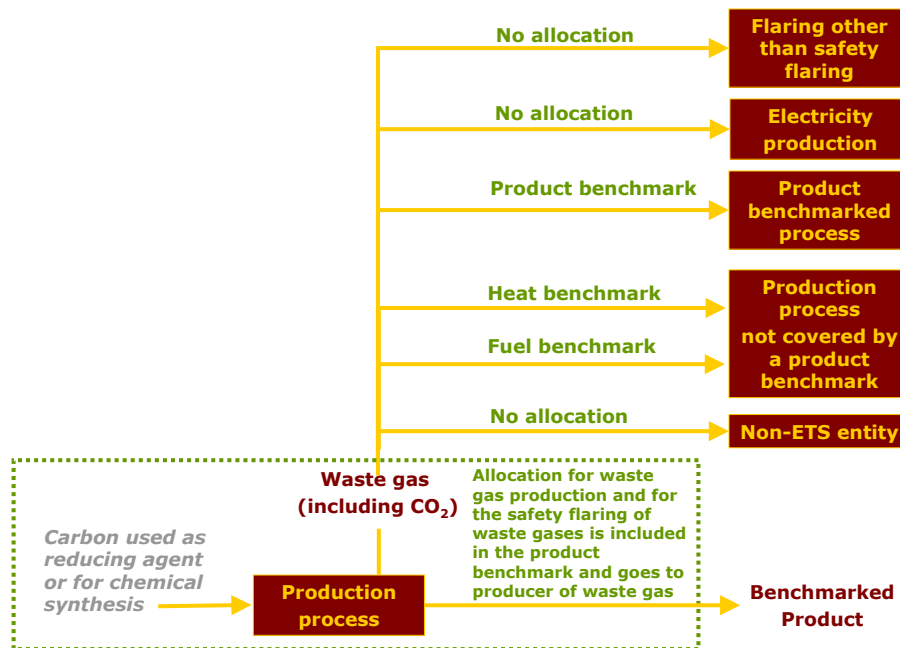 No allocation
Flaring other
than safety
flaring
No allocation
Electricity
production
Product benchmark
Product
benchmarked
process
Heat benchmark
Production
process
not covered by
a product
benchmark
Fuel benchmark
No allocation
Non-ETS entity
Waste gas
(including CO₂)
Allocation for waste
gas production and for
the safety flaring of
waste gases is included
in the product
benchmark and goes to
producer of waste gas
Carbon used as
reducing agent
or for chemical
synthesis
Production
process
Benchmarked
Product